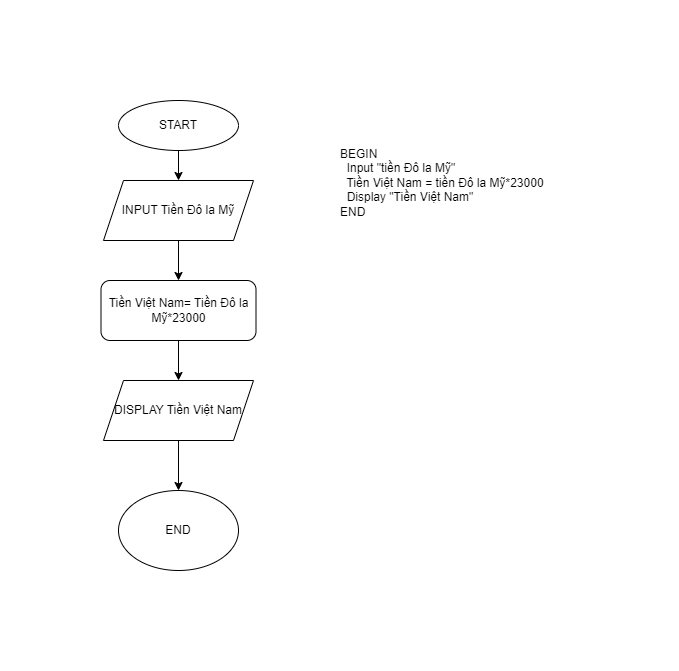 START
INPUT Tiền Đô la Mỹ
Tiền Việt Nam= Tiền Đô la
Mỹ*23000
DISPLAY Tiền Việt Nam
END
BEGIN
Input "tiền Đô la Mỹ"
Tiền Việt Nam = tiền Đô la Mỹ*23000
Display "Tiền Việt Nam"
END